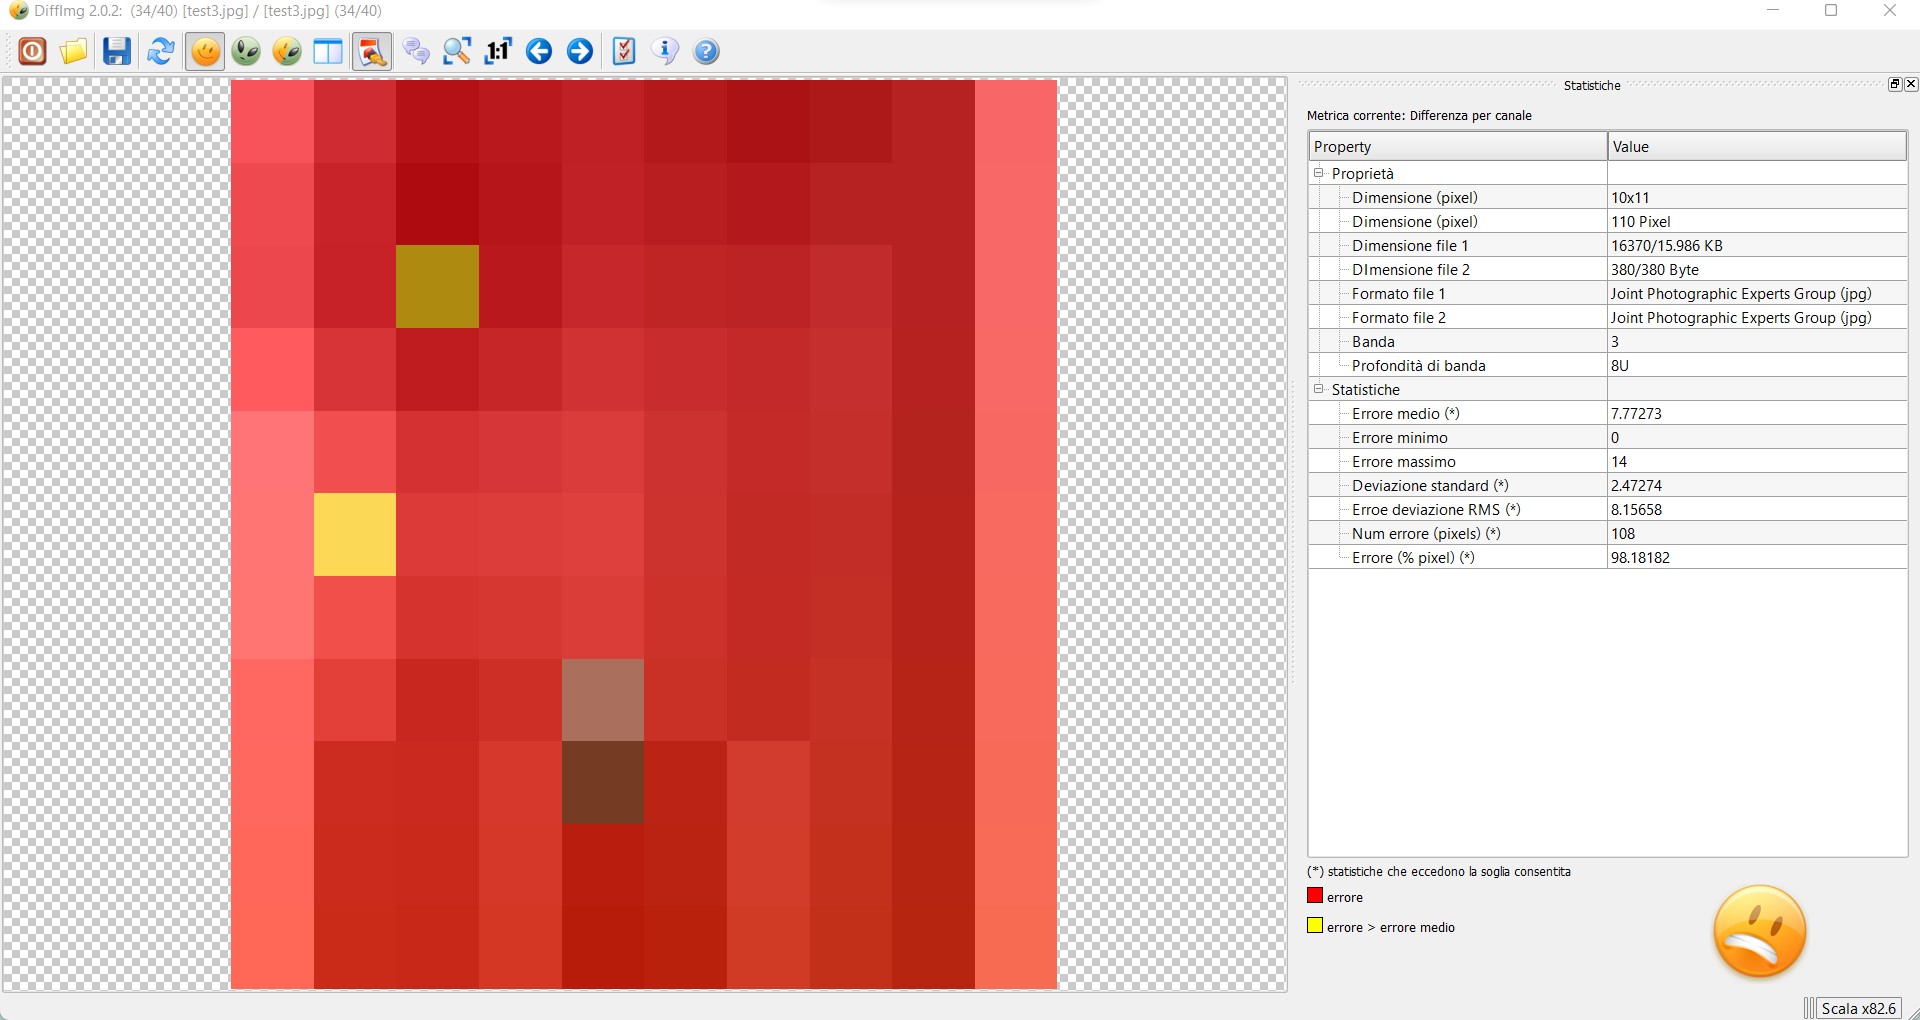 DiffImg 2.0.2: (34/40) [test3.jpg] / [test3.jpg] (34/40)
1:1
Statistiche
Metrica corrente: Differenza per canale
Property Value
Proprietà
Dimensione (pixel) 10x11
Dimensione (pixel) 110 Pixel
Dimensione file 1 16370/15.986 KB
DImensione file 2 380/380 Byte
Formato file 1 Joint Photographic Experts Group (jpg)
Formato file 2 Joint Photographic Experts Group (jpg)
Banda 3
Profondità di banda 8U
Statistiche
Errore medio (*) 7.77273
Errore minimo 0
Errore massimo 14
Deviazione standard (*) 2.47274
Erroe deviazione RMS (*) 8.15658
Num errore (pixels) (*) 108
Errore (% pixel) (*) 98.18182
(*) statistiche che eccedono la soglia consentita
errore
errore > errore medio
Scala x82.6